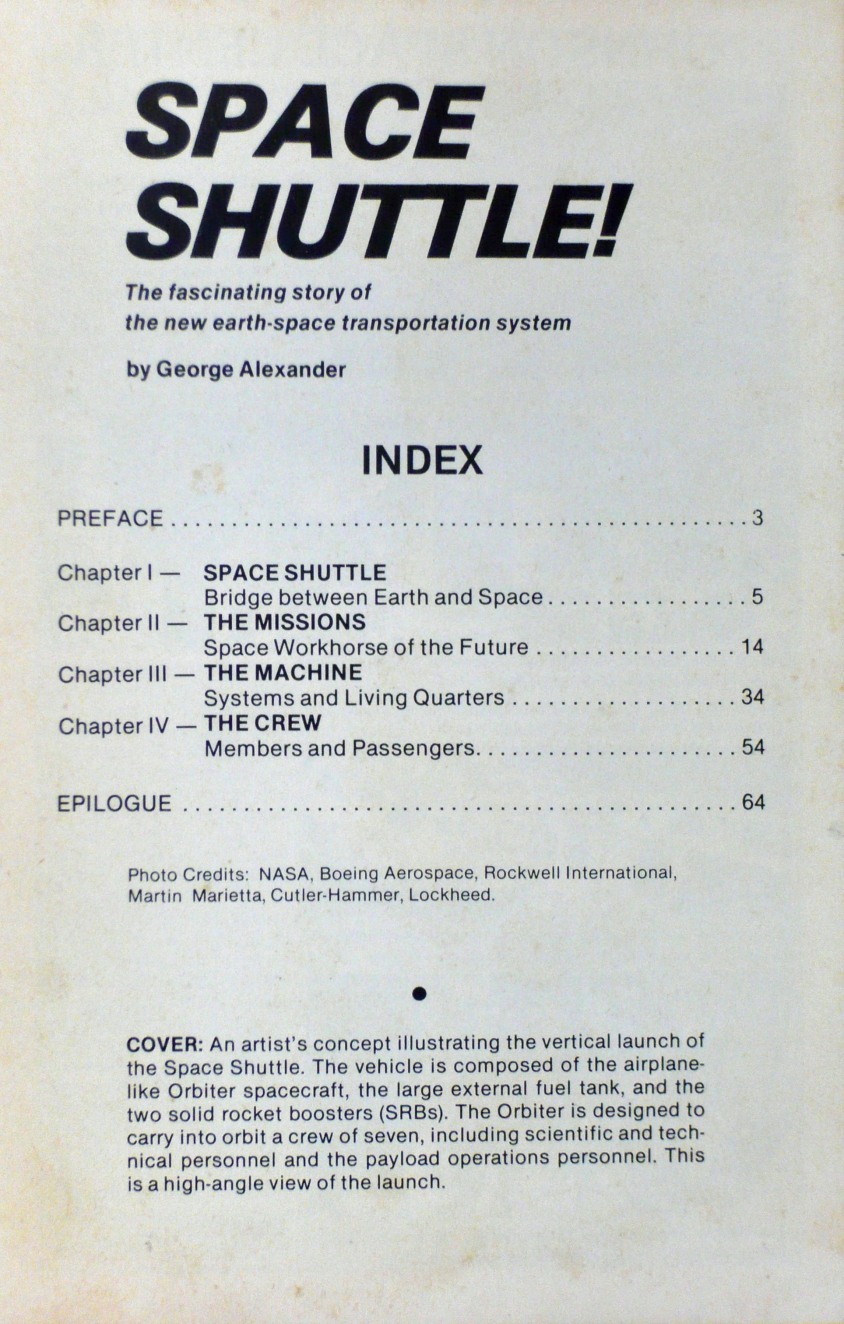 SPACE
SHUTTLE!
The fascinating story of
the new earth-space transportation system
by George Alexander
INDEX
PREFACE . . . . . . . . . . . . . . . . . . . . . . . . . . . . . . . . . . . . . . . . . . . . . . . 3
Chapter I — SPACE SHUTTLE
Bridge between Earth and Space . . . . . . . . . . . . . . . . . 5
Chapter II — THE MISSIONS
Space Workhorse of the Future . . . . . . . . . . . . . . . . . 14
Chapter III — THE MACHINE
Systems and Living Quarters . . . . . . . . . . . . . . . . . . . 34
Chapter IV — THE CREW
Members and Passengers. . . . . . . . . . . . . . . . . . . . . . 54
EPILOGUE . . . . . . . . . . . . . . . . . . . . . . . . . . . . . . . . . . . . . . . . . . . . . 64
Photo Credits: NASA, Boeing Aerospace, Rockwell International,
Martin Marietta, Cutler-Hammer, Lockheed.
●
COVER: An artist's concept illustrating the vertical launch of
the Space Shuttle. The vehicle is composed of the airplane-
like Orbiter spacecraft, the large external fuel tank, and the
two solid rocket boosters (SRBs). The Orbiter is designed to
carry into orbit a crew of seven, including scientific and tech-
nical personnel and the payload operations personnel. This
is a high-angle view of the launch.